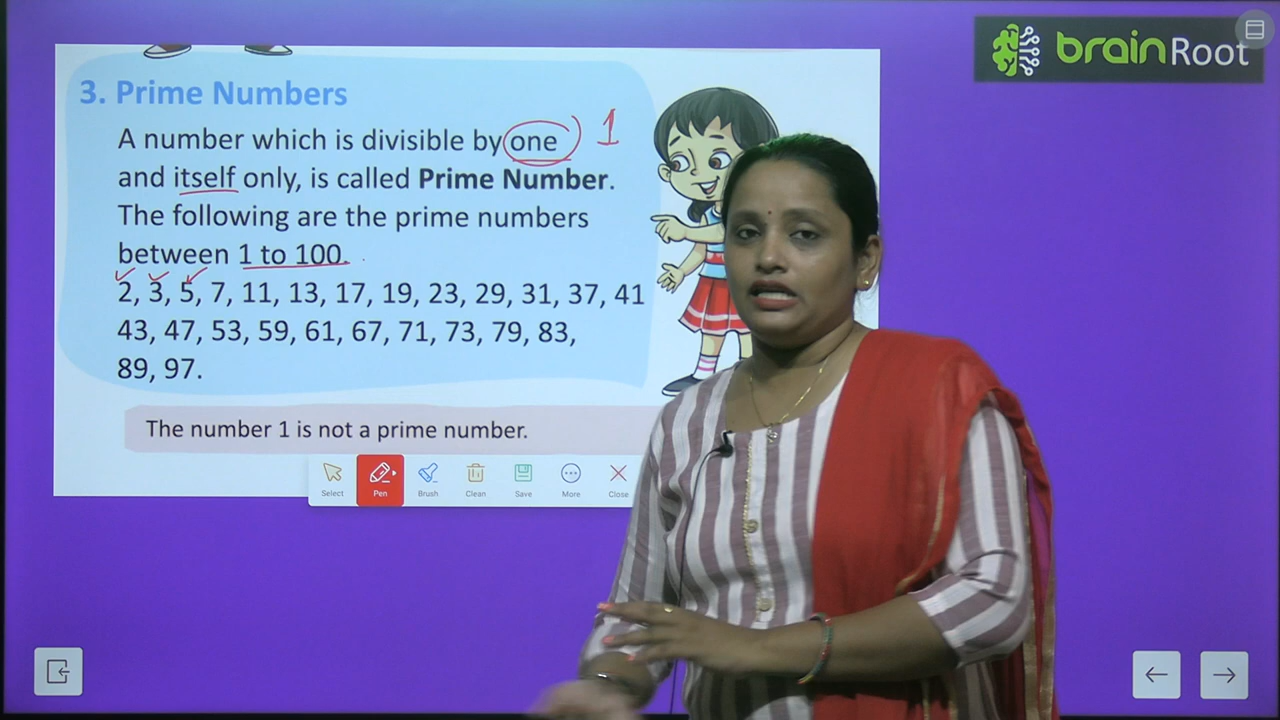 brainRoot
3. Prime Numbers
A number which is divisible by one 1
and itself only, is called Prime Number.
The following are the prime numbers
between 1 to 100.
2, 3, 5, 7, 11, 13, 17, 19, 23, 29, 31, 37, 41
43, 47, 53, 59, 61, 67, 71, 73, 79, 83,
89, 97.
The number 1 is not a prime number.
Select Pen Brush Clean Save More Close